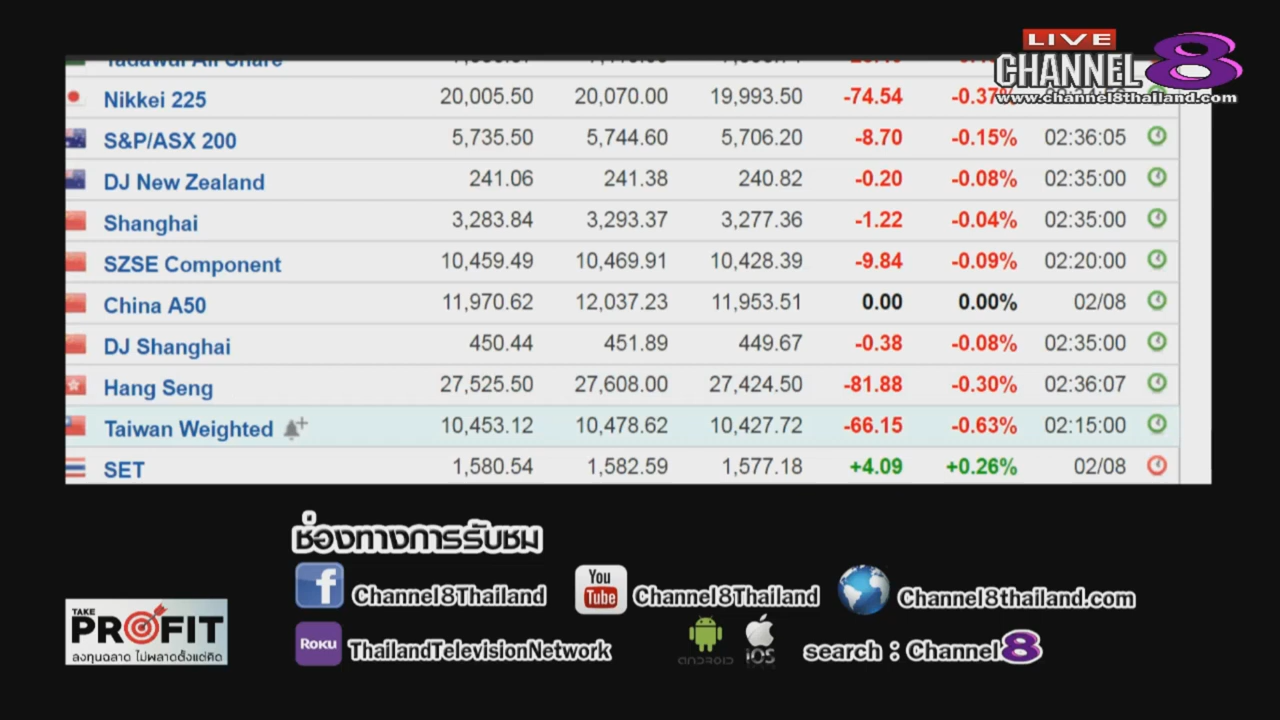 LIVE
CHANNEL 8
www.channel8thailand.com
Tadawul All Share
Nikkei 225 20,005.50 20,070.00 19,993.50 -74.54 -0.37%
S&P/ASX 200 5,735.50 5,744.60 5,706.20 -8.70 -0.15% 02:36:05
DJ New Zealand 241.06 241.38 240.82 -0.20 -0.08% 02:35:00
Shanghai 3,283.84 3,293.37 3,277.36 -1.22 -0.04% 02:35:00
SZSE Component 10,459.49 10,469.91 10,428.39 -9.84 -0.09% 02:20:00
China A50 11,970.62 12,037.23 11,953.51 0.00 0.00% 02/08
DJ Shanghai 450.44 451.89 449.67 -0.38 -0.08% 02:35:00
Hang Seng 27,525.50 27,608.00 27,424.50 -81.88 -0.30% 02:36:07
Taiwan Weighted 10,453.12 10,478.62 10,427.72 -66.15 -0.63% 02:15:00
SET 1,580.54 1,582.59 1,577.18 +4.09 +0.26% 02/08
ช่องทางการรับชม
f Channel8Thailand You Tube Channel8Thailand Channel8thailand.com
ROKU ThailandTelevisionNetwork ANDROID iOS search : Channel 8
TAKE
PROFIT
ลงทุนฉลาด ไม่พลาดตั้งแต่คิด